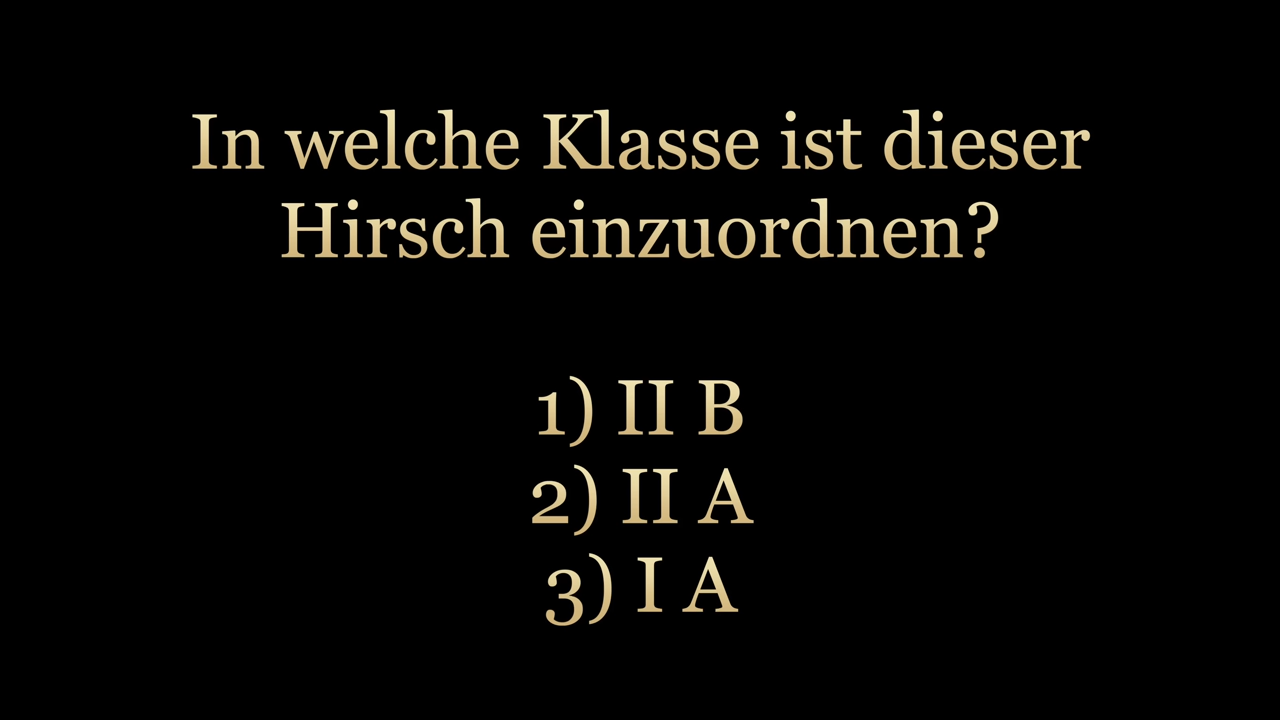 In welche Klasse ist dieser
Hirsch einzuordnen?
1) II B
2) II A
3) I A